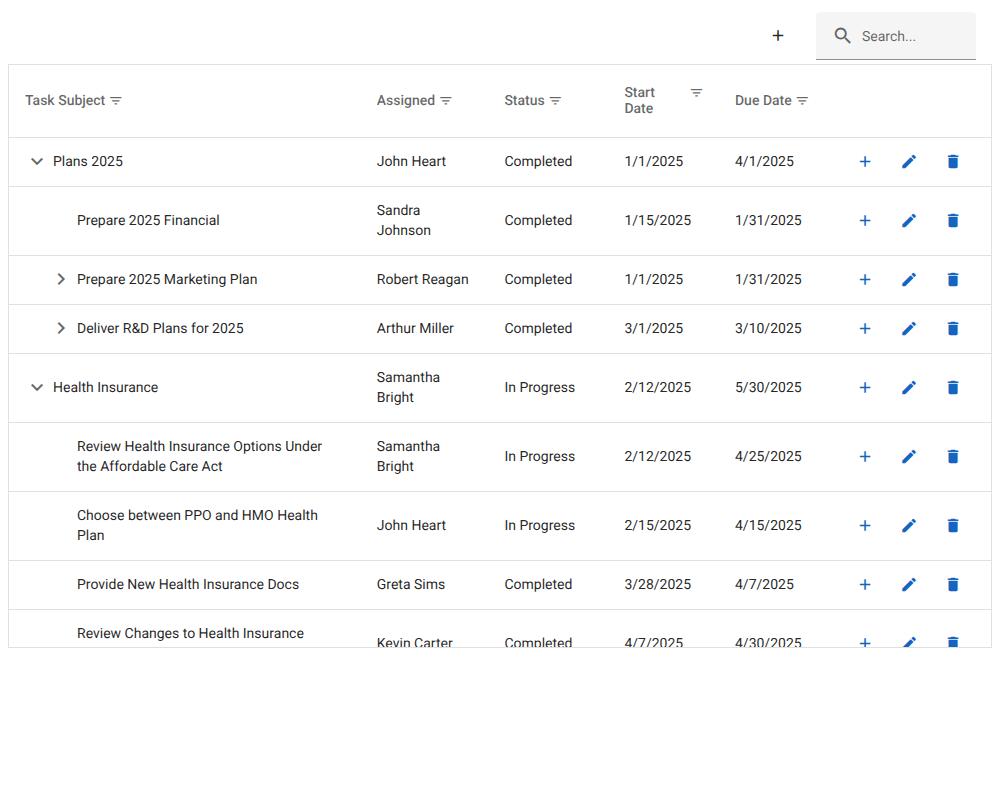 Search...
Task Subject Assigned Status Start Date Due Date
Plans 2025 John Heart Completed 1/1/2025 4/1/2025
Prepare 2025 Financial Sandra Johnson Completed 1/15/2025 1/31/2025
Prepare 2025 Marketing Plan Robert Reagan Completed 1/1/2025 1/31/2025
Deliver R&D Plans for 2025 Arthur Miller Completed 3/1/2025 3/10/2025
Health Insurance Samantha Bright In Progress 2/12/2025 5/30/2025
Review Health Insurance Options Under the Affordable Care Act Samantha Bright In Progress 2/12/2025 4/25/2025
Choose between PPO and HMO Health Plan John Heart In Progress 2/15/2025 4/15/2025
Provide New Health Insurance Docs Greta Sims Completed 3/28/2025 4/7/2025
Review Changes to Health Insurance Kevin Carter Completed 4/7/2025 4/30/2025